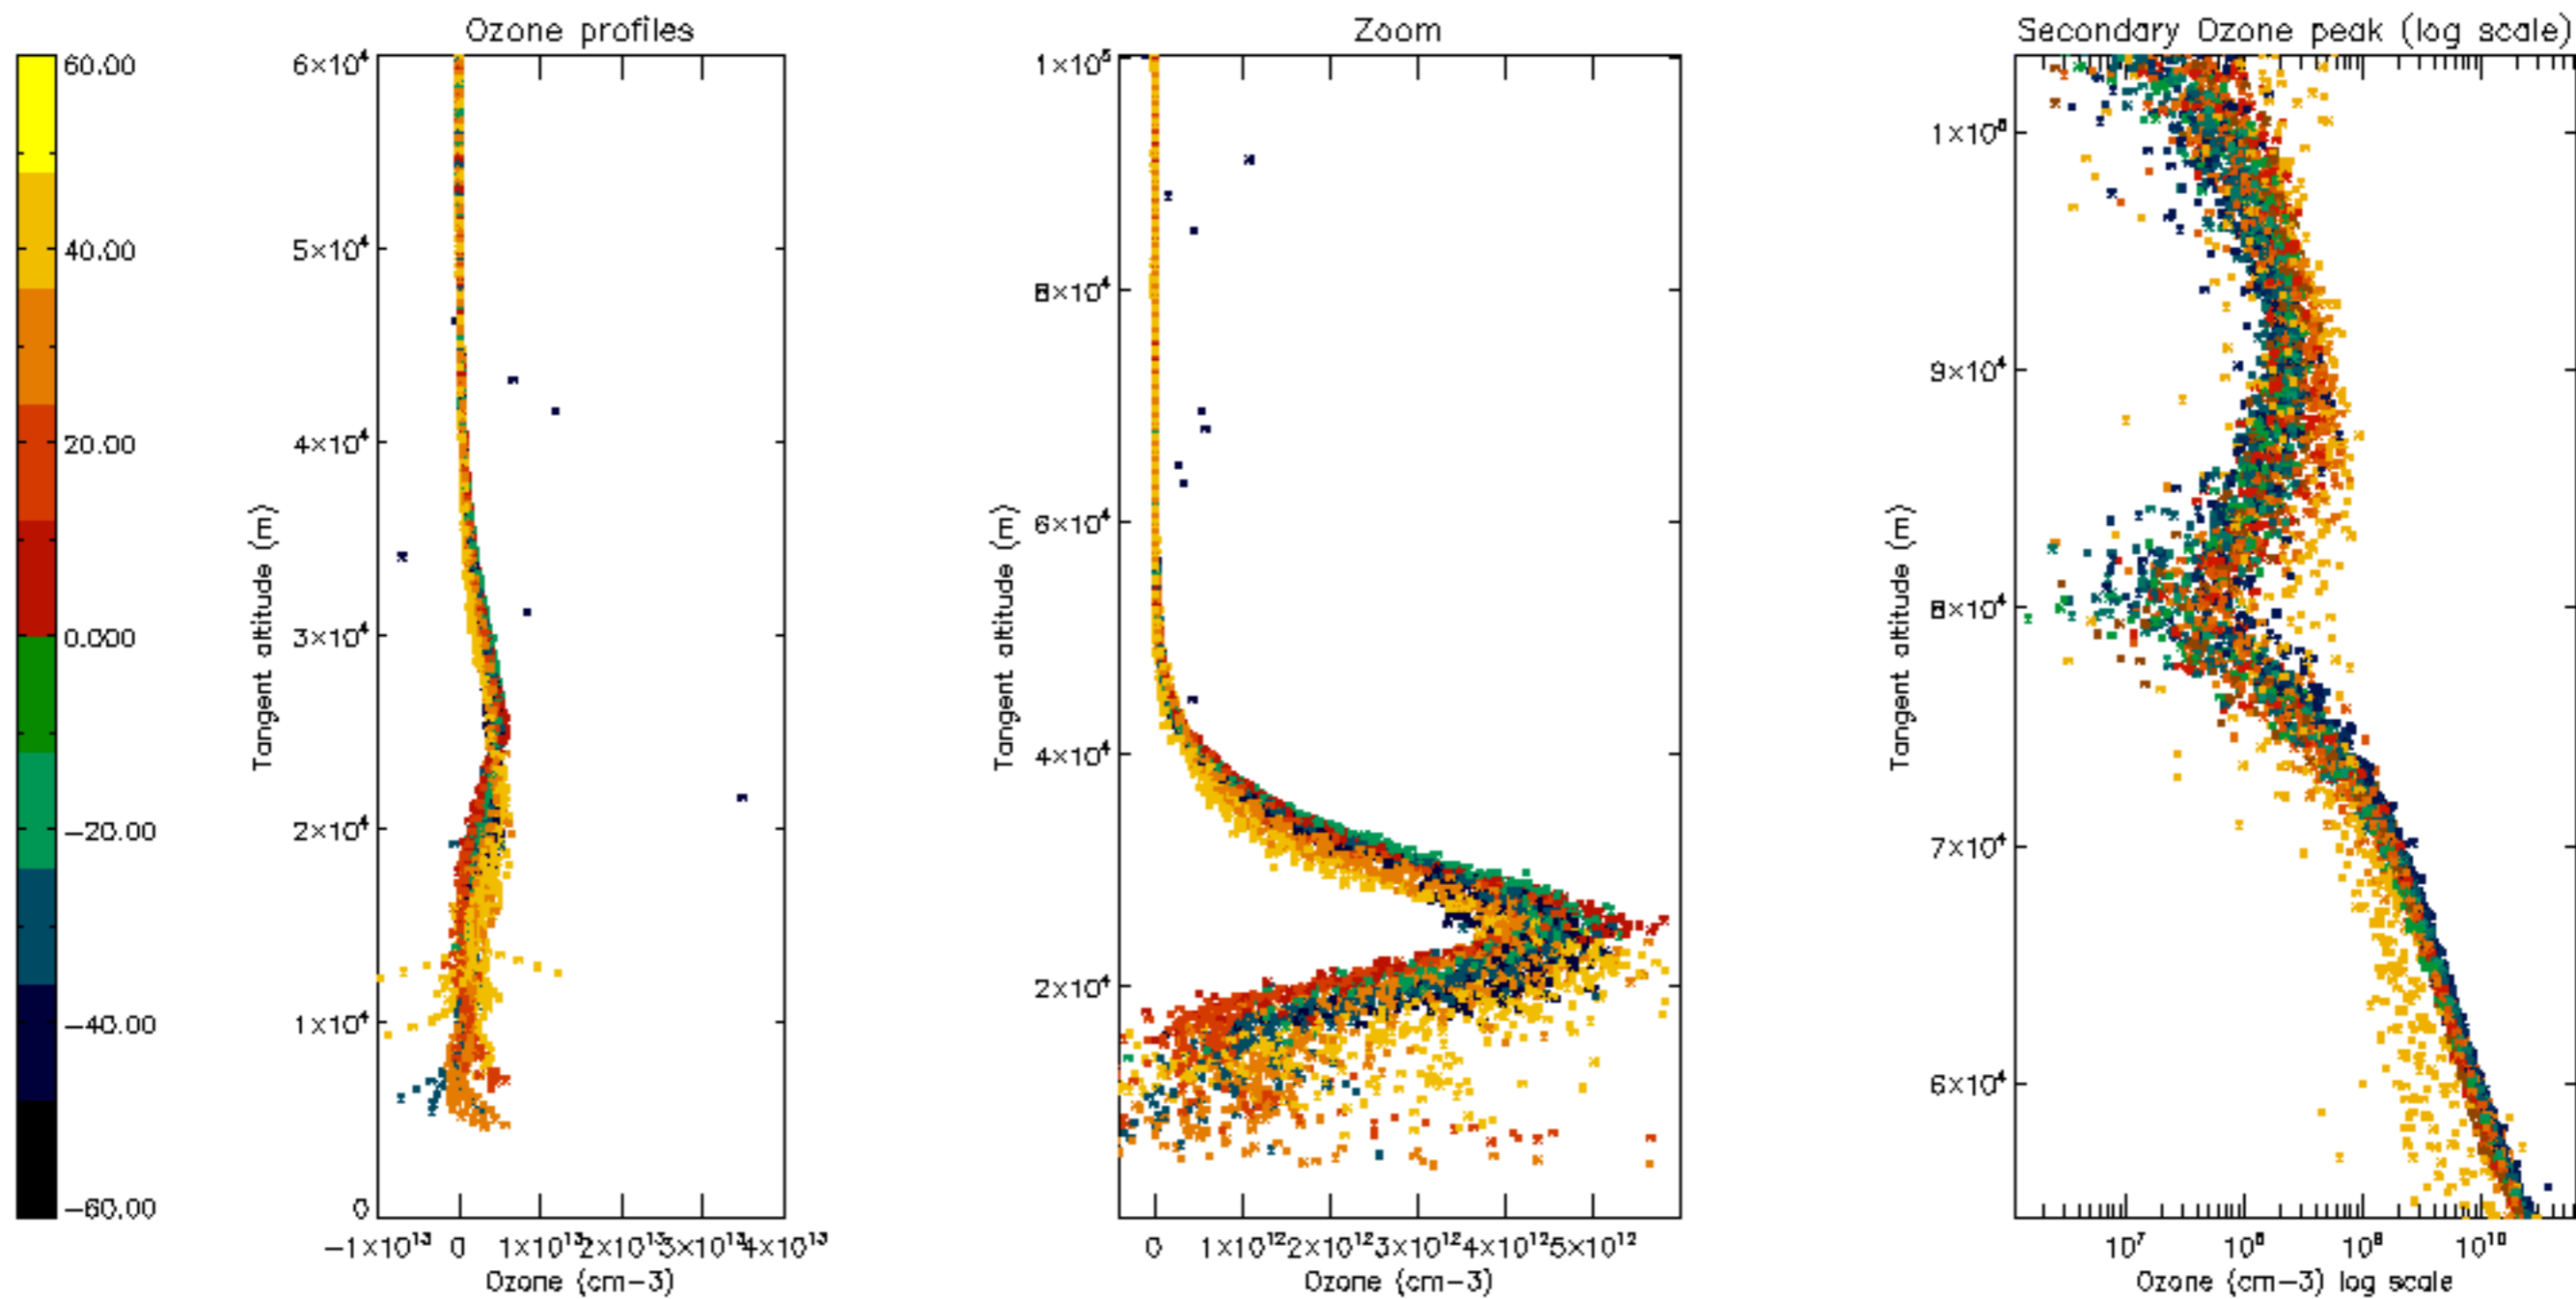 Ozone profiles
Zoom
Secondary Ozone peak (log scale)
60.00
40.00
20.00
0.000
-20.00
-40.00
-60.00
6×10⁴
5×10⁴
4×10⁴
3×10⁴
2×10⁴
1×10⁴
0
Tangent altitude (m)
-1×10¹³ 0 1×10¹³ 2×10¹³ 3×10¹³ 4×10¹³
Ozone (cm-3)
1×10⁵
8×10⁴
6×10⁴
4×10⁴
2×10⁴
Tangent altitude (m)
0 1×10¹² 2×10¹² 3×10¹² 4×10¹² 5×10¹²
Ozone (cm-3)
1×10⁵
9×10⁴
8×10⁴
7×10⁴
6×10⁴
Tangent altitude (m)
10⁷ 10⁸ 10⁹ 10¹⁰
Ozone (cm-3) log scale